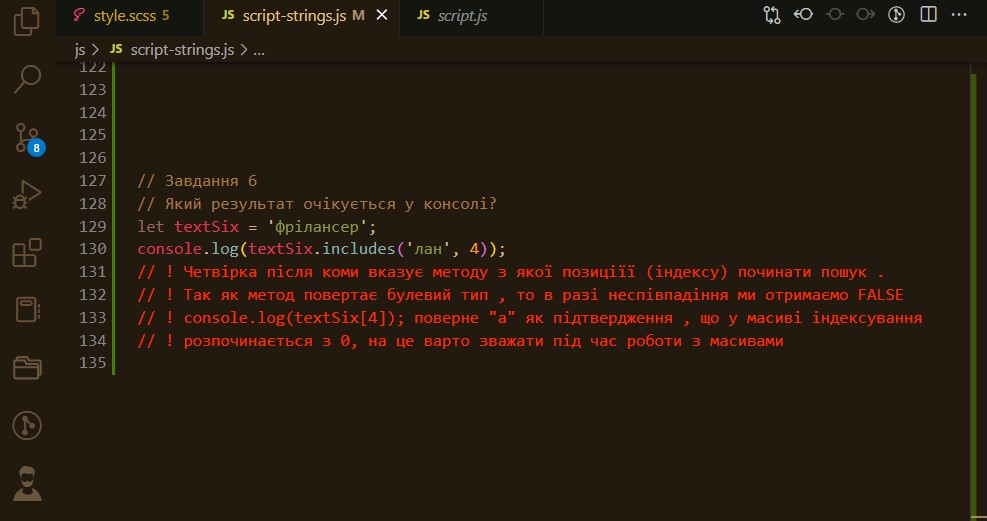 style.scss 5
JS script-strings.js M
JS script.js
js > JS script-strings.js > ...
8
122
123
124
125
126
127 // Завдання 6
128 // Який результат очікується у консолі?
129 let textSix = 'фрілансер';
130 console.log(textSix.includes('лан', 4));
131 // ! Четвірка після коми вказує методу з якої позиціїї (індексу) починати пошук .
132 // ! Так як метод повертає булевий тип , то в разі неспівпадіння ми отримаємо FALSE
133 // ! console.log(textSix[4]); поверне "а" як підтвердження , що у масиві індексування
134 // ! розпочинається з 0, на це варто зважати під час роботи з масивами
135